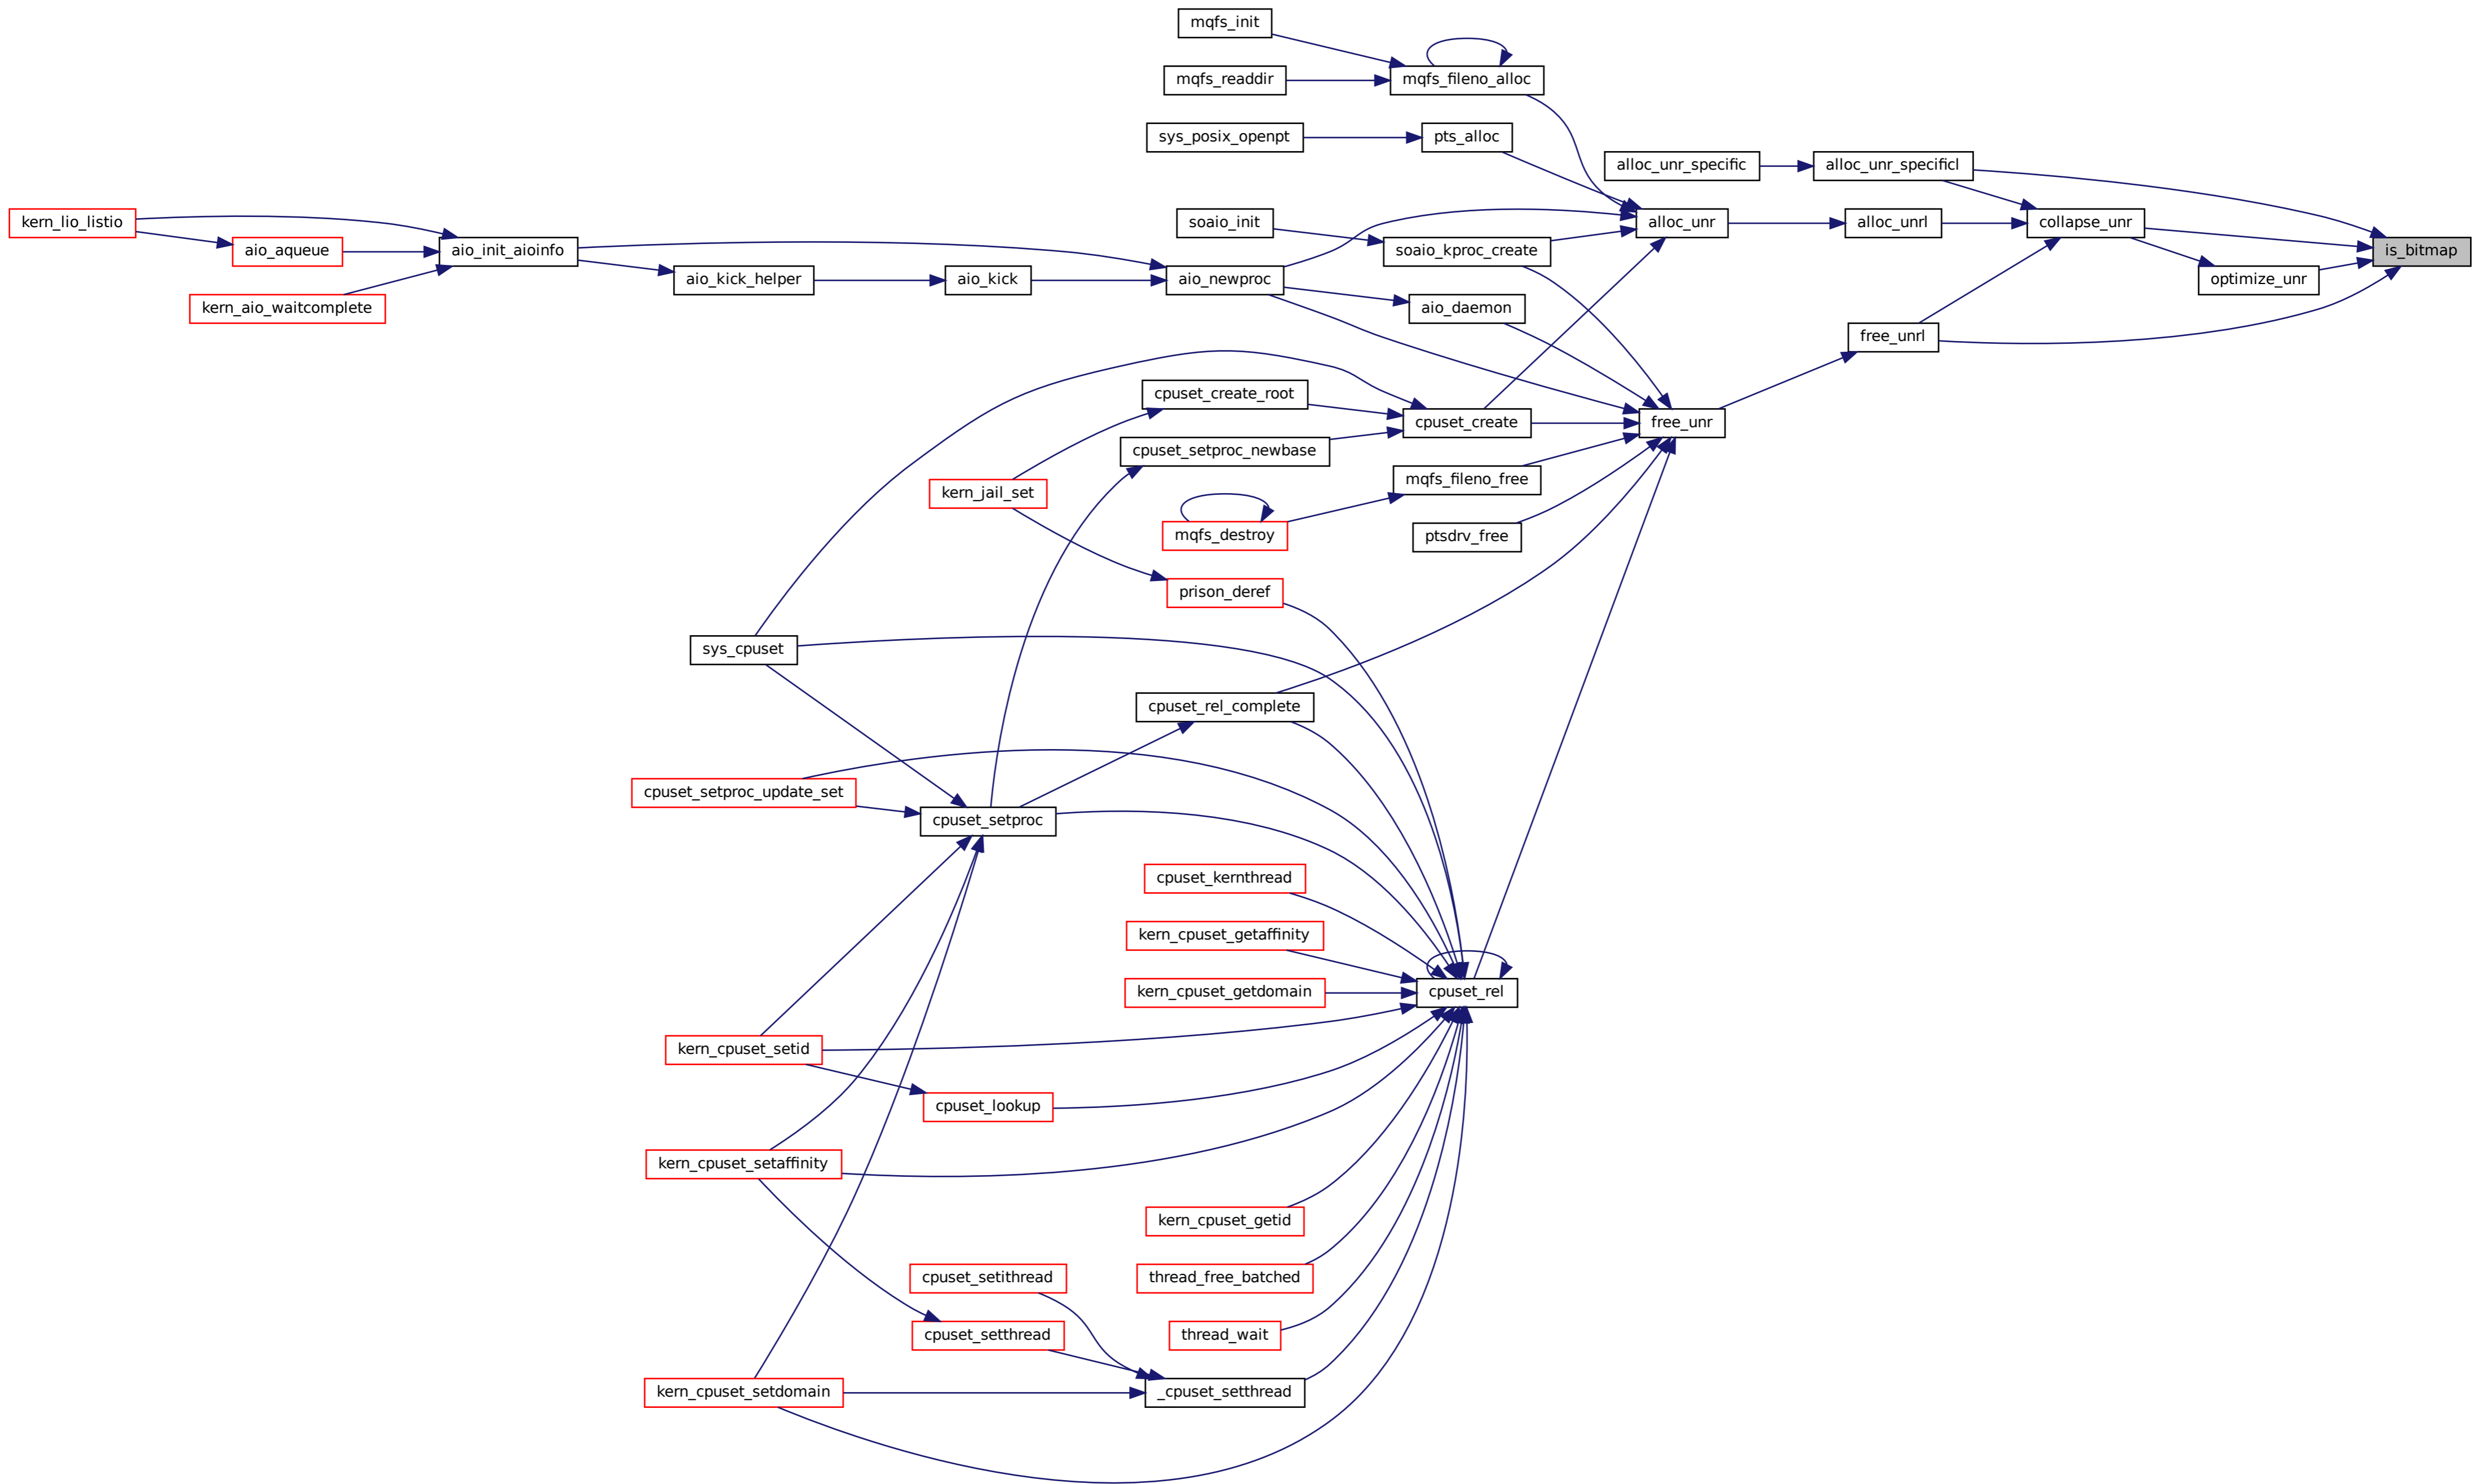 mqfs_init
mqfs_readdir
mqfs_fileno_alloc
sys_posix_openpt
pts_alloc
alloc_unr_specific
alloc_unr_specificl
kern_lio_listio
soaio_init
alloc_unr
alloc_unrl
collapse_unr
aio_aqueue
aio_init_aioinfo
soaio_kproc_create
is_bitmap
kern_aio_waitcomplete
aio_kick_helper
aio_kick
aio_newproc
optimize_unr
aio_daemon
free_unrl
cpuset_create_root
cpuset_create
free_unr
cpuset_setproc_newbase
kern_jail_set
mqfs_fileno_free
mqfs_destroy
ptsdrv_free
prison_deref
sys_cpuset
cpuset_rel_complete
cpuset_setproc_update_set
cpuset_setproc
cpuset_kernthread
kern_cpuset_getaffinity
kern_cpuset_getdomain
cpuset_rel
kern_cpuset_setid
cpuset_lookup
kern_cpuset_setaffinity
kern_cpuset_getid
cpuset_setithread
thread_free_batched
cpuset_setthread
thread_wait
kern_cpuset_setdomain
_cpuset_setthread